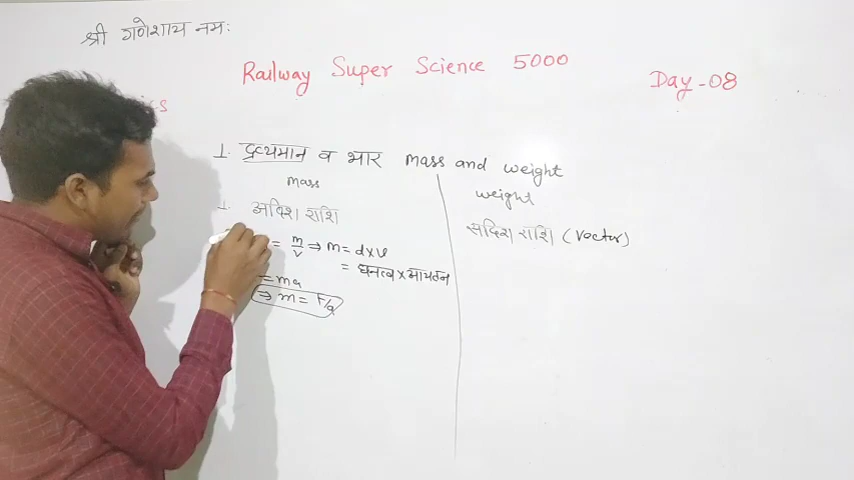 श्री गणेशाय नमः
Railway Super Science 5000
Day-08
1. द्रव्यमान व भार mass and weight
mass
weight
1. अदिश राशि
सदिश राशि (vector)
= m/v ⇒ m = d×v
= घनत्व × आयतन
= ma
⇒ m = F/a